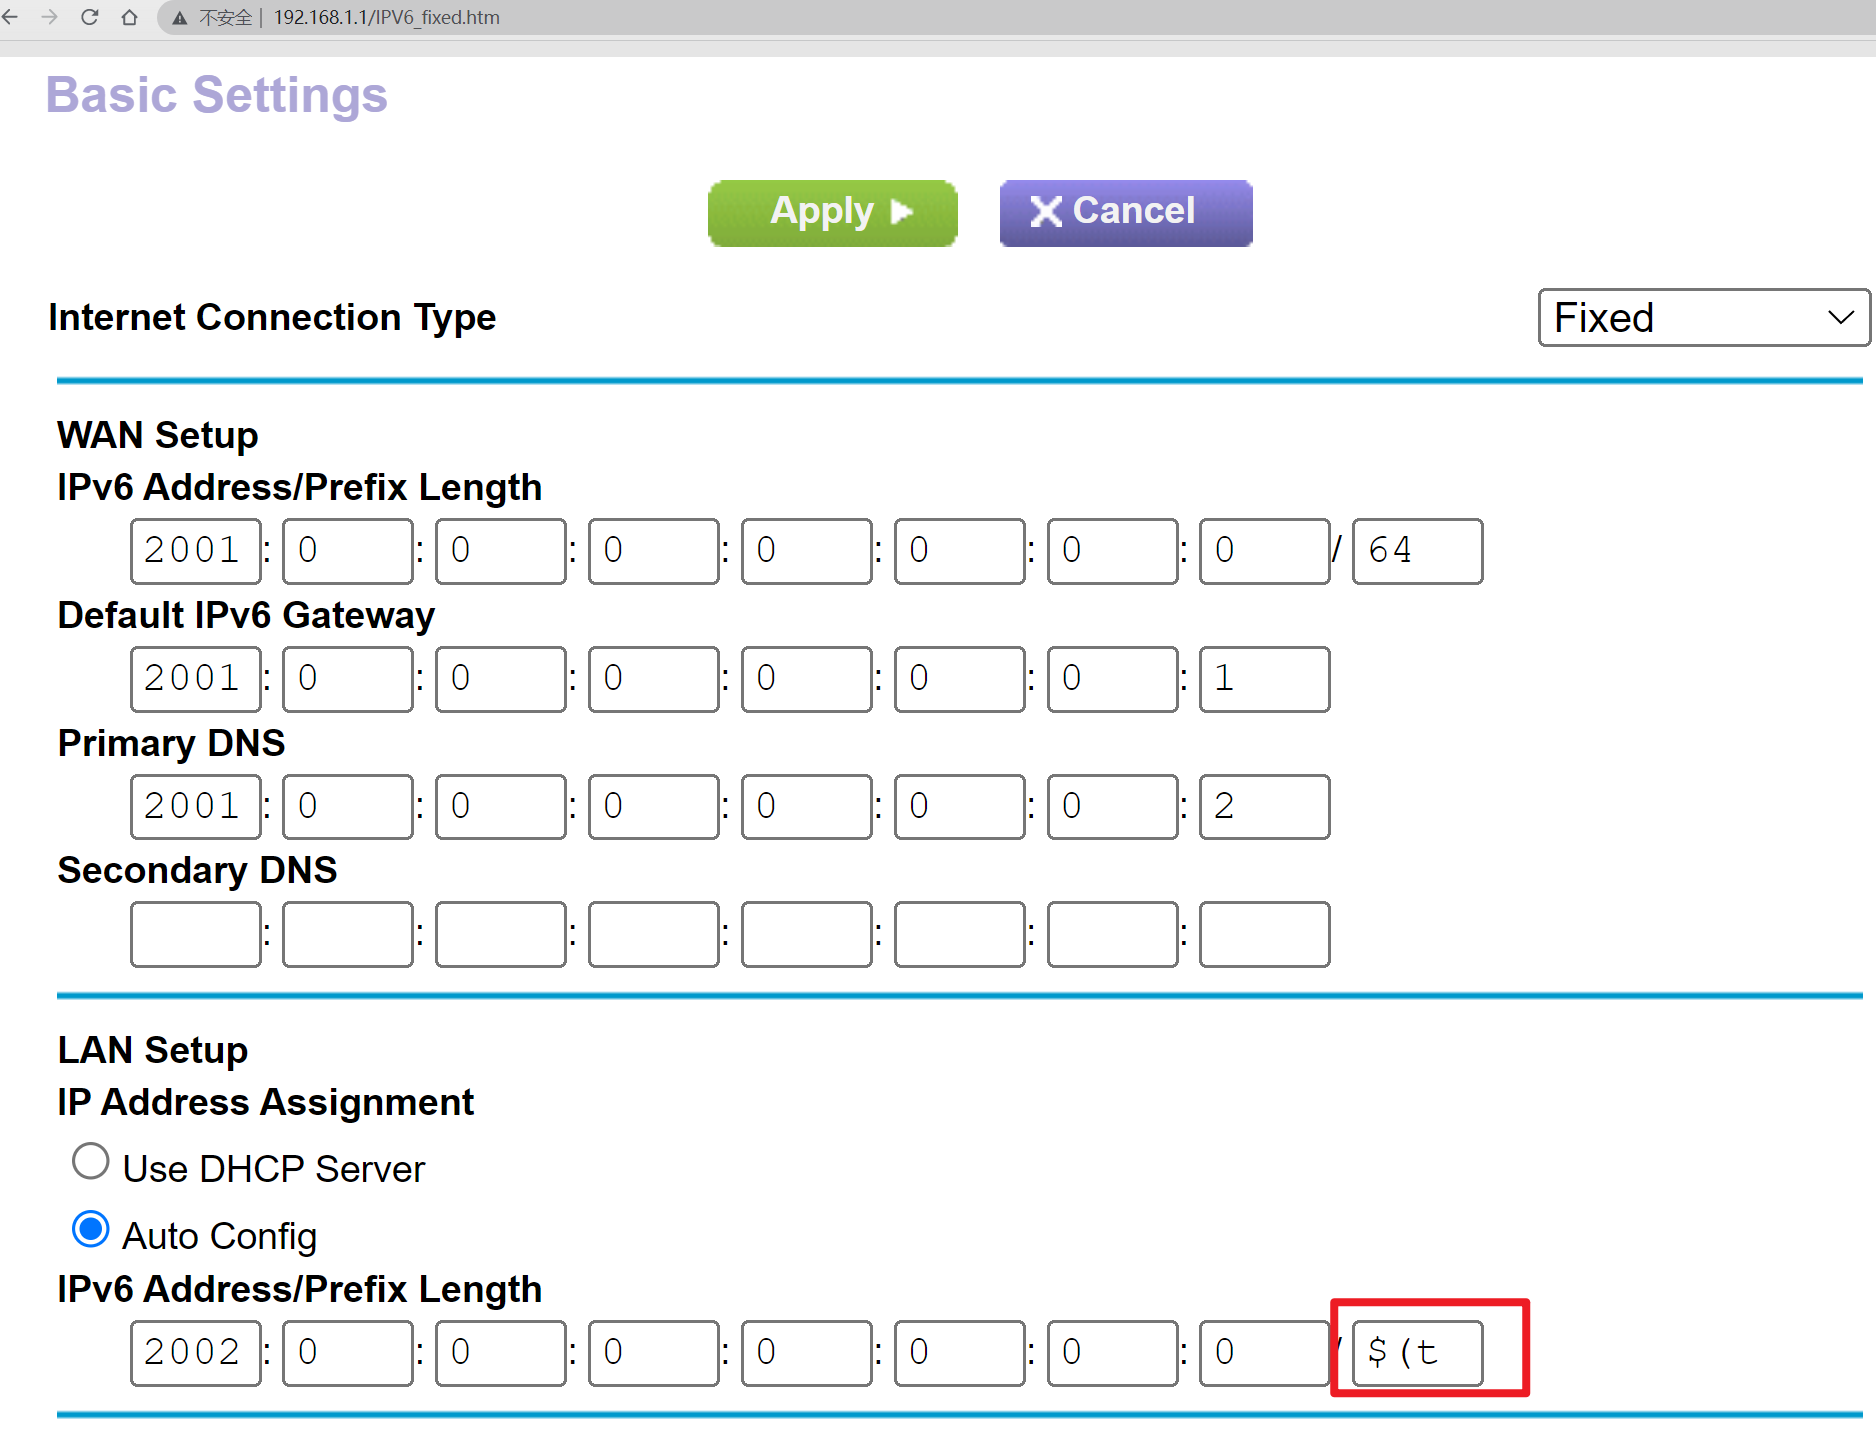 不安全 | 192.168.1.1/IPV6_fixed.htm
Basic Settings
Apply Cancel
Internet Connection Type Fixed
WAN Setup
IPv6 Address/Prefix Length
2001 : 0 : 0 : 0 : 0 : 0 : 0 : 0 / 64
Default IPv6 Gateway
2001 : 0 : 0 : 0 : 0 : 0 : 0 : 1
Primary DNS
2001 : 0 : 0 : 0 : 0 : 0 : 0 : 2
Secondary DNS
: : : : : : :
LAN Setup
IP Address Assignment
Use DHCP Server
Auto Config
IPv6 Address/Prefix Length
2002 : 0 : 0 : 0 : 0 : 0 : 0 : 0 / $(t